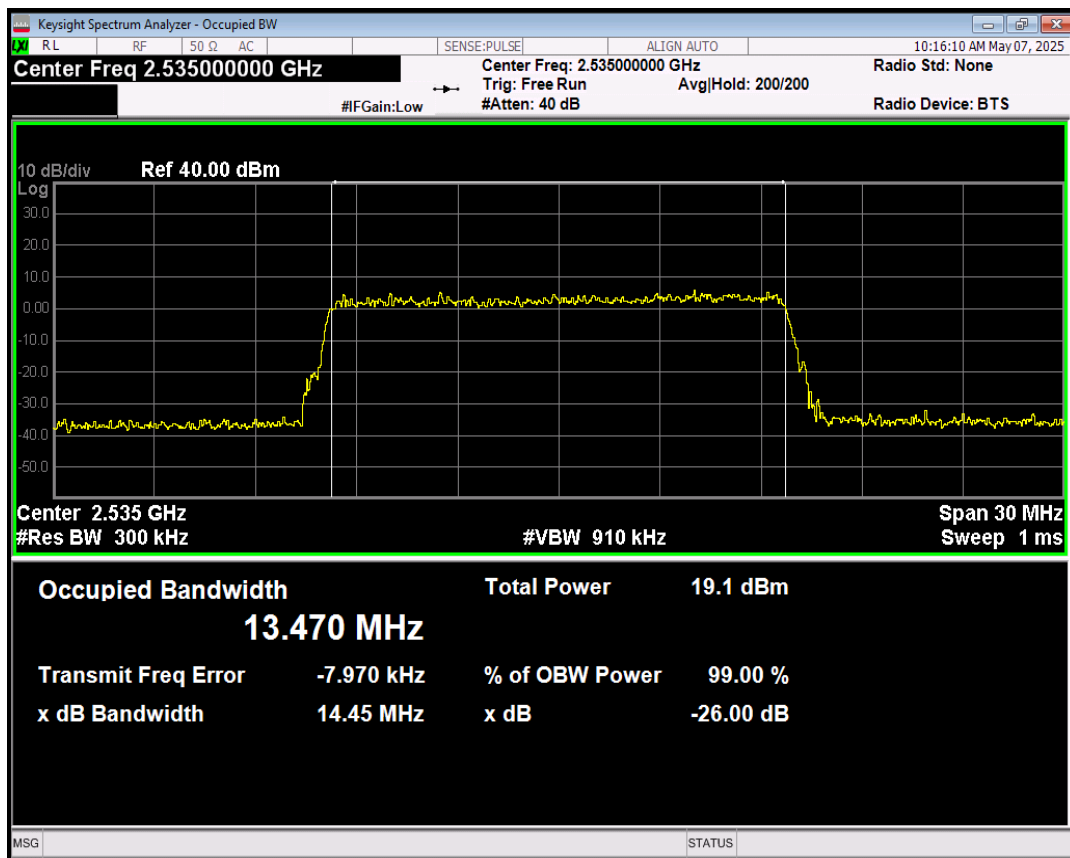 Keysight Spectrum Analyzer - Occupied BW
LXI RL RF 50 Ω AC SENSE:PULSE ALIGN AUTO 10:16:10 AM May 07, 2025
Center Freq 2.535000000 GHz Center Freq: 2.535000000 GHz Radio Std: None
Trig: Free Run Avg|Hold: 200/200
#IFGain:Low #Atten: 40 dB Radio Device: BTS
10 dB/div Ref 40.00 dBm
Log
30.0
20.0
10.0
0.00
-10.0
-20.0
-30.0
-40.0
-50.0
Center 2.535 GHz Span 30 MHz
#Res BW 300 kHz #VBW 910 kHz Sweep 1 ms
Occupied Bandwidth Total Power 19.1 dBm
13.470 MHz
Transmit Freq Error -7.970 kHz % of OBW Power 99.00 %
x dB Bandwidth 14.45 MHz x dB -26.00 dB
MSG STATUS